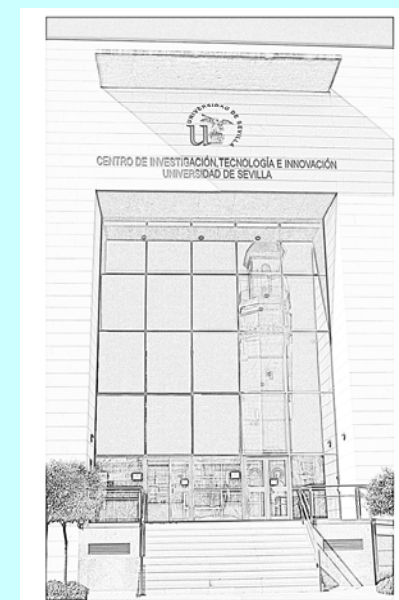 UNIVERSIDAD DE SEVILLA
U
CENTRO DE INVESTIGACIÓN, TECNOLOGÍA E INNOVACIÓN
UNIVERSIDAD DE SEVILLA